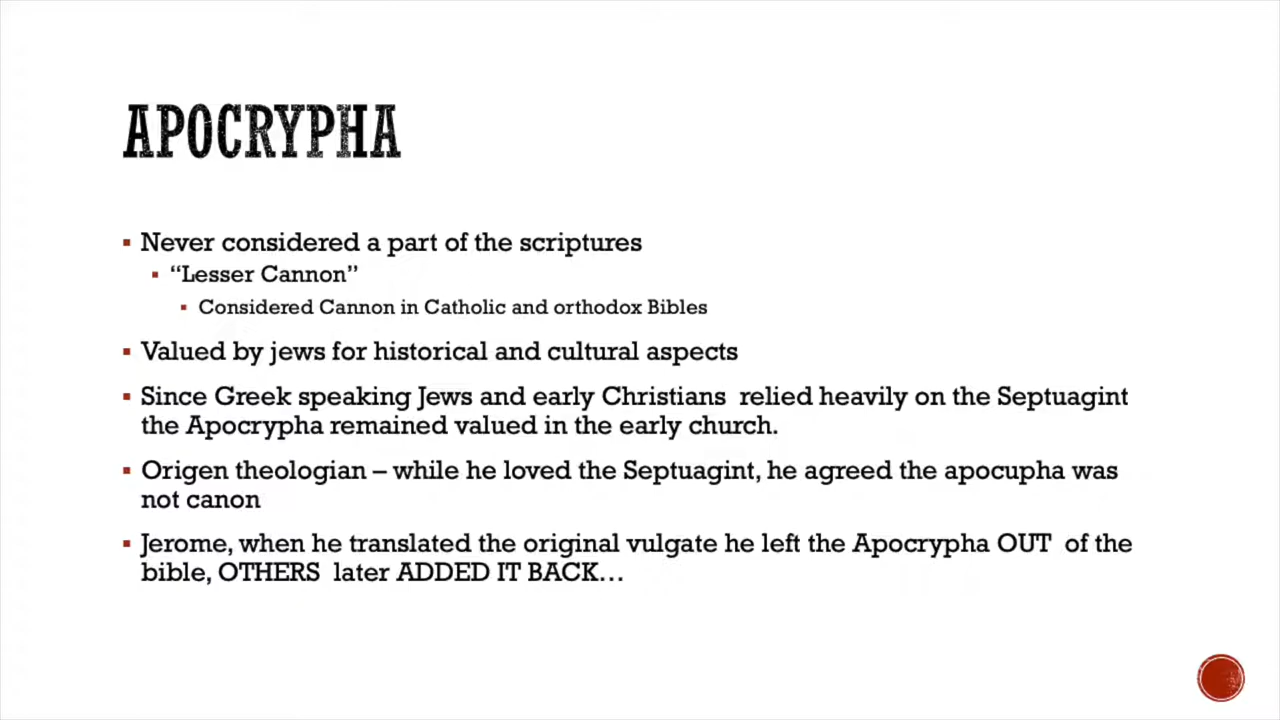 APOCRYPHA
Never considered a part of the scriptures
“Lesser Cannon”
Considered Cannon in Catholic and orthodox Bibles
Valued by jews for historical and cultural aspects
Since Greek speaking Jews and early Christians  relied heavily on the Septuagint
the Apocrypha remained valued in the early church.
Origen theologian – while he loved the Septuagint, he agreed the apocupha was
not canon
Jerome, when he translated the original vulgate he left the Apocrypha OUT  of the
bible, OTHERS  later ADDED IT BACK…